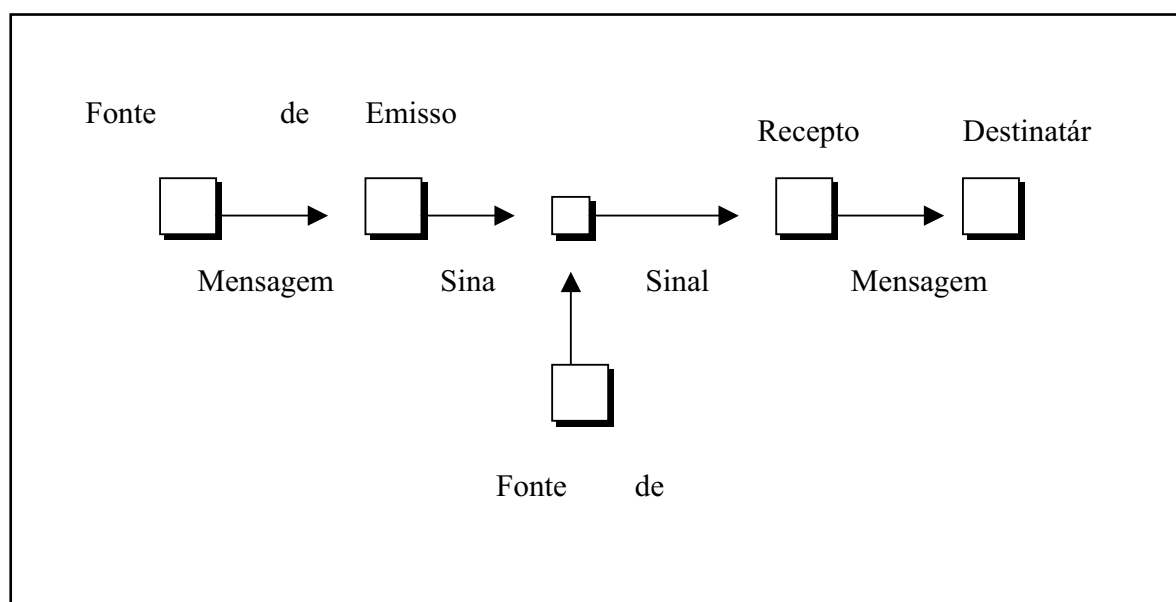 Fonte de Emisso
Recepto Destinatár
Mensagem Sina Sinal Mensagem
Fonte de